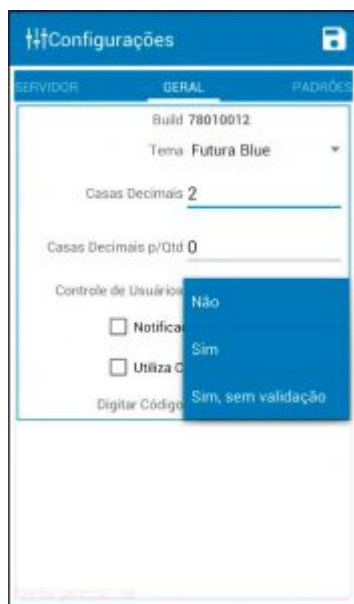 Configurações
SERVIDOR GERAL PADRÕES
Build 78010012
Tema Futura Blue
Casas Decimais 2
Casas Decimais p/Qtd 0
Controle de Usuários
Não
Notifica
Sim
Utiliza C
Digitar Código
Sim, sem validação